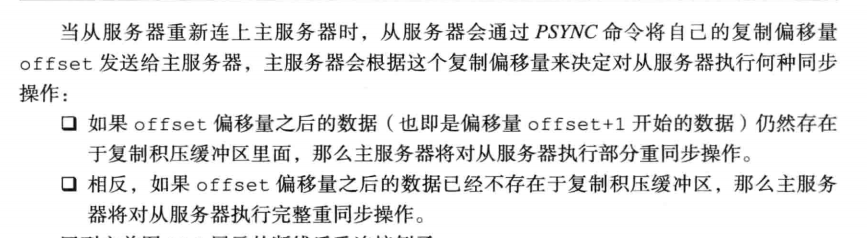 当从服务器重新连上主服务器时，从服务器会通过 PSYNC 命令将自己的复制偏移量
offset 发送给主服务器，主服务器会根据这个复制偏移量来决定对从服务器执行何种同步
操作：
❑ 如果 offset 偏移量之后的数据（也即是偏移量 offset+1 开始的数据）仍然存在
于复制积压缓冲区里面，那么主服务器将对从服务器执行部分重同步操作。
❑ 相反，如果 offset 偏移量之后的数据已经不存在于复制积压缓冲区，那么主服务
器将对从服务器执行完整重同步操作。